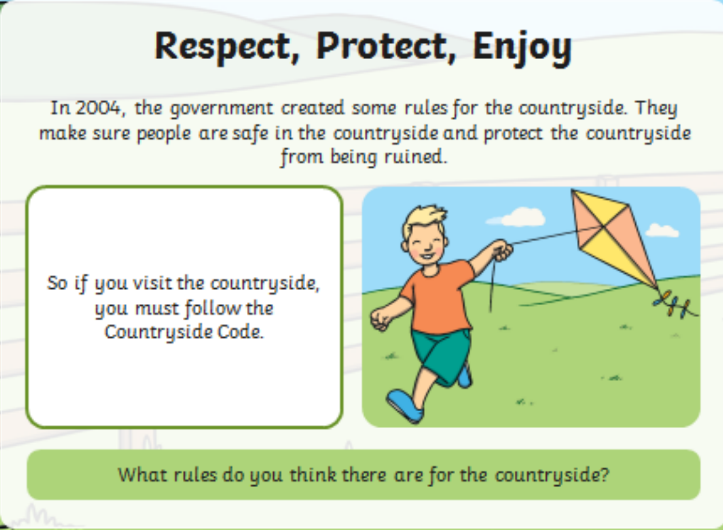 Respect, Protect, Enjoy
In 2004, the government created some rules for the countryside. They
make sure people are safe in the countryside and protect the countryside
from being ruined.
So if you visit the countryside,
you must follow the
Countryside Code.
What rules do you think there are for the countryside?